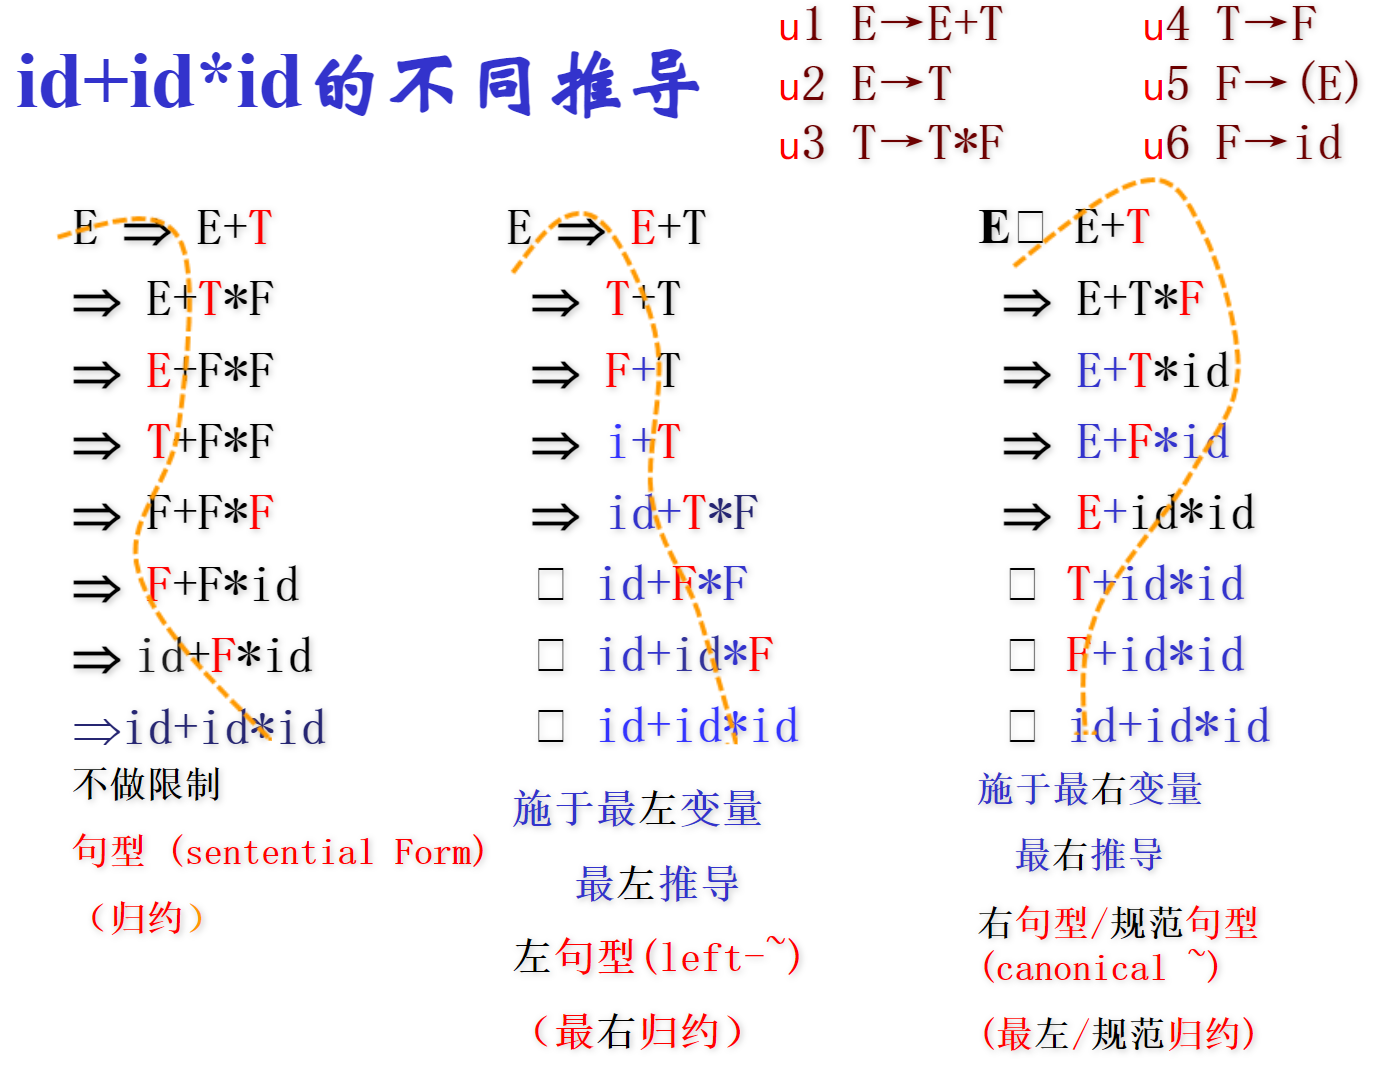 id+id*id的不同推导
u1 E→E+T
u2 E→T
u3 T→T*F
u4 T→F
u5 F→(E)
u6 F→id
E ⇒ E+T
⇒ E+T*F
⇒ E+F*F
⇒ T+F*F
⇒ F+F*F
⇒ F+F*id
⇒ id+F*id
⇒id+id*id
不做限制
句型 (sentential Form)
（归约）
E ⇒ E+T
⇒ T+T
⇒ F+T
⇒ i+T
⇒ id+T*F
□ id+F*F
□ id+id*F
□ id+id*id
施于最左变量
最左推导
左句型(left-~)
（最右归约）
E□ E+T
⇒ E+T*F
⇒ E+T*id
⇒ E+F*id
⇒ E+id*id
□ T+id*id
□ F+id*id
□ id+id*id
施于最右变量
最右推导
右句型/规范句型
(canonical ~)
(最左/规范归约)